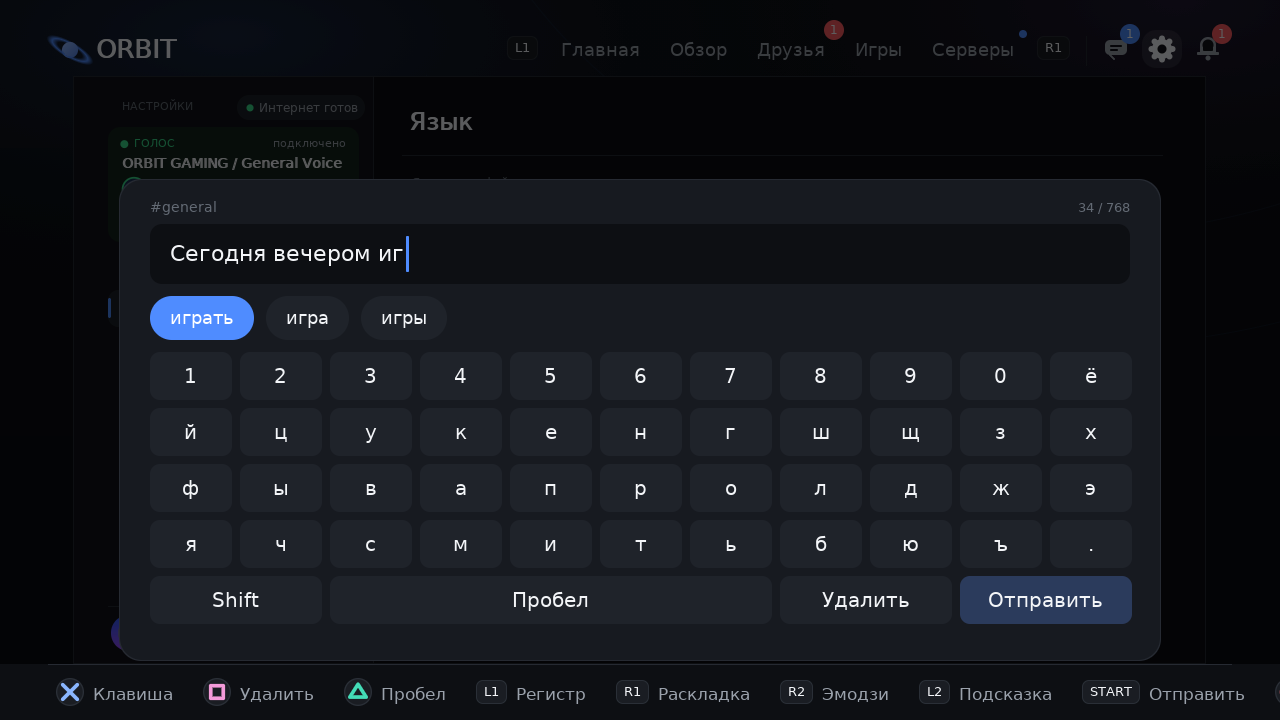 ORBIT
L1 Главная Обзор Друзья 1 Игры Серверы R1 1 1
НАСТРОЙКИ
Интернет готов
ГОЛОС подключено
ORBIT GAMING / General Voice
Язык
#general 34 / 768
Сегодня вечером иг
играть игра игры
1 2 3 4 5 6 7 8 9 0 ё
й ц у к е н г ш щ з х
ф ы в а п р о л д ж э
я ч с м и т ь б ю ъ .
Shift Пробел Удалить Отправить
Клавиша Удалить Пробел L1 Регистр R1 Раскладка R2 Эмодзи L2 Подсказка START Отправить